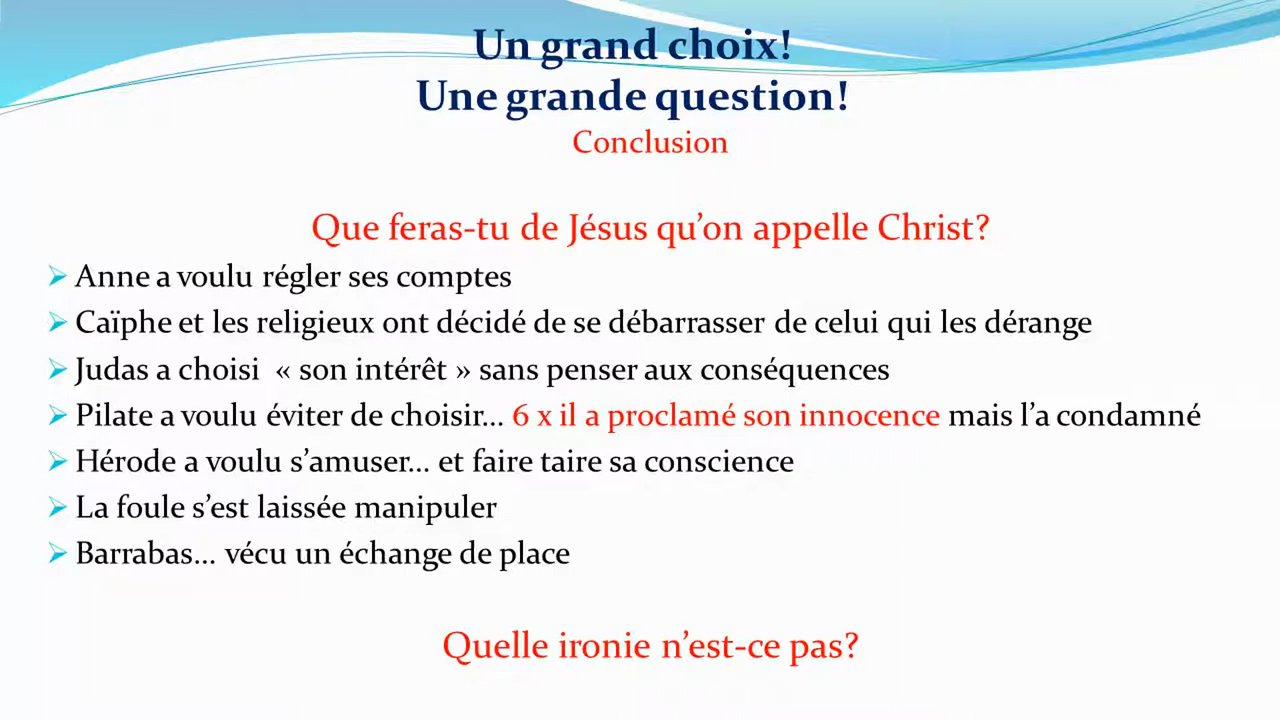 Un grand choix!
Une grande question!
Conclusion
Que feras-tu de Jésus qu’on appelle Christ?
Anne a voulu régler ses comptes
Caïphe et les religieux ont décidé de se débarrasser de celui qui les dérange
Judas a choisi « son intérêt » sans penser aux conséquences
Pilate a voulu éviter de choisir… 6 x il a proclamé son innocence mais l’a condamné
Hérode a voulu s’amuser… et faire taire sa conscience
La foule s’est laissée manipuler
Barrabas… vécu un échange de place
Quelle ironie n’est-ce pas?